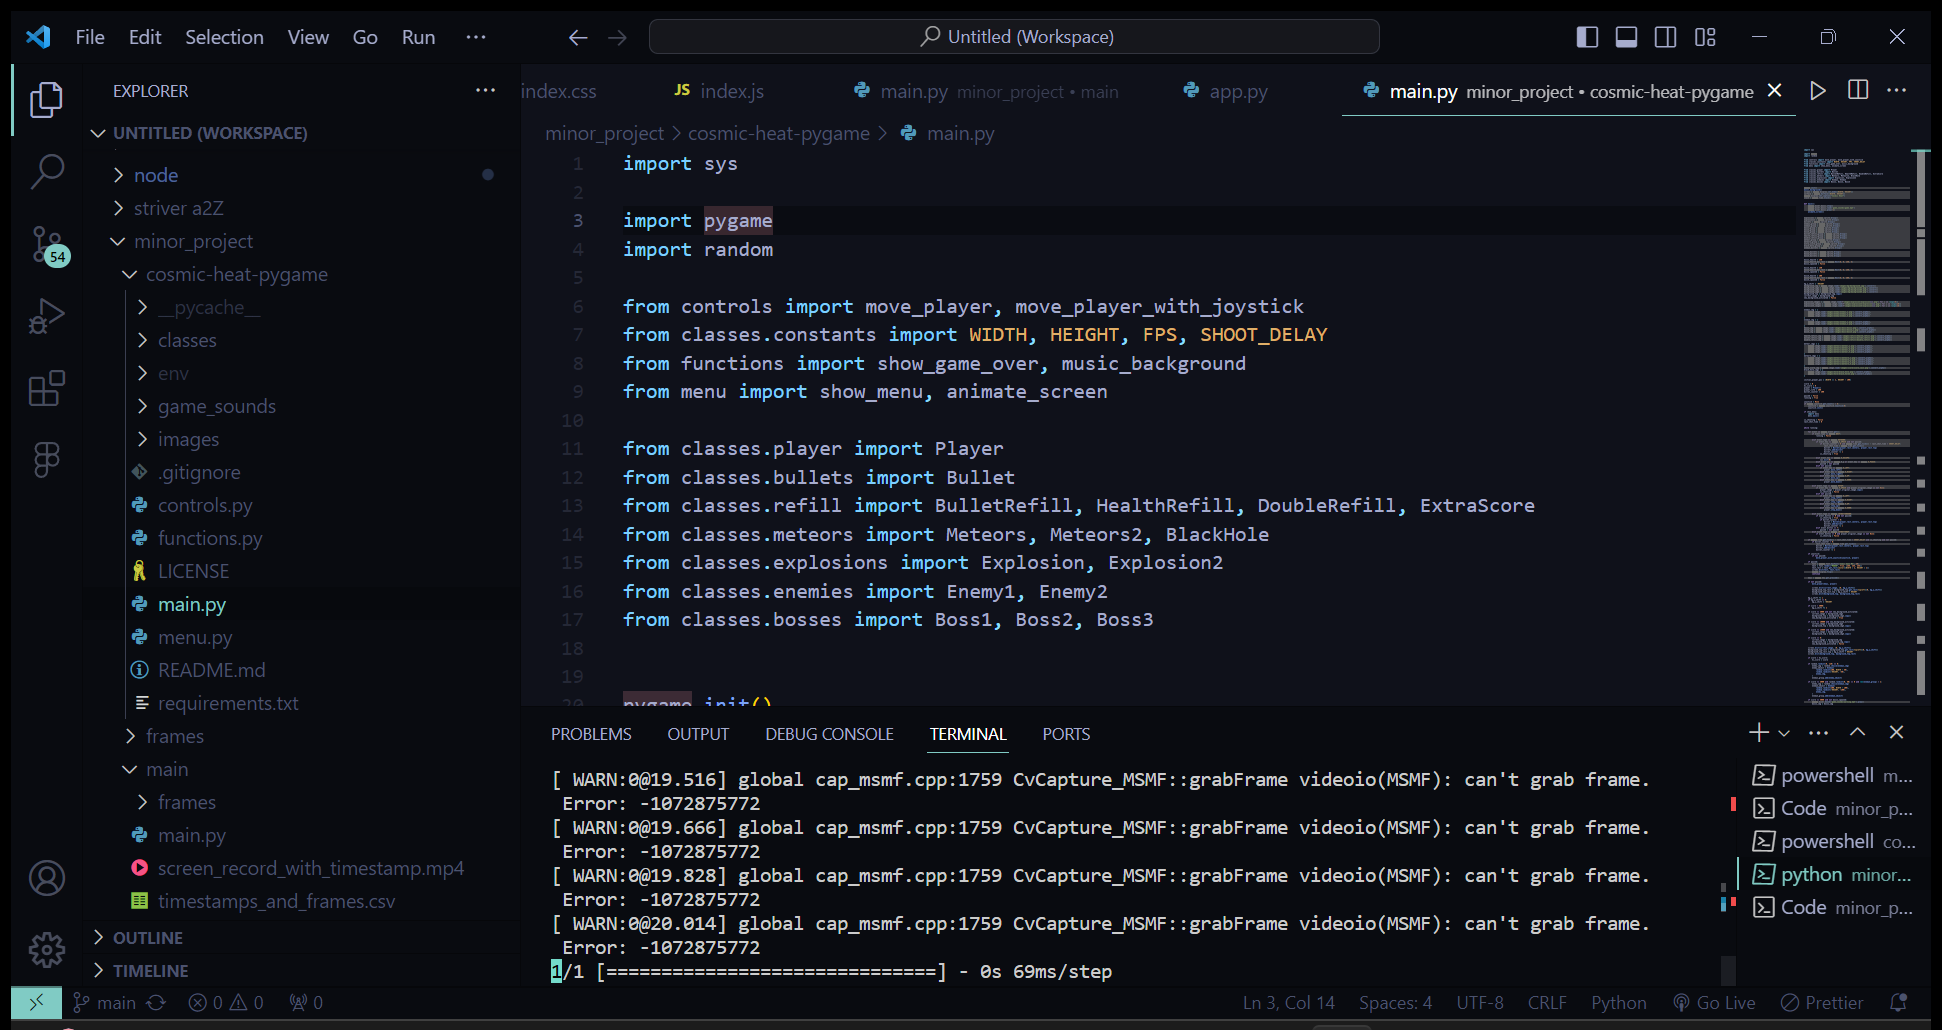 File Edit Selection View Go Run ···
Untitled (Workspace)
EXPLORER
UNTITLED (WORKSPACE)
node
striver a2Z
minor_project
cosmic-heat-pygame
__pycache__
classes
env
game_sounds
images
.gitignore
controls.py
functions.py
LICENSE
main.py
menu.py
README.md
requirements.txt
frames
main
frames
main.py
screen_record_with_timestamp.mp4
timestamps_and_frames.csv
OUTLINE
TIMELINE
54
index.css JS index.js main.py minor_project • main app.py main.py minor_project • cosmic-heat-pygame
minor_project > cosmic-heat-pygame > main.py
1 import sys
2
3 import pygame
4 import random
5
6 from controls import move_player, move_player_with_joystick
7 from classes.constants import WIDTH, HEIGHT, FPS, SHOOT_DELAY
8 from functions import show_game_over, music_background
9 from menu import show_menu, animate_screen
10
11 from classes.player import Player
12 from classes.bullets import Bullet
13 from classes.refill import BulletRefill, HealthRefill, DoubleRefill, ExtraScore
14 from classes.meteors import Meteors, Meteors2, BlackHole
15 from classes.explosions import Explosion, Explosion2
16 from classes.enemies import Enemy1, Enemy2
17 from classes.bosses import Boss1, Boss2, Boss3
18
19
20 pygame.init()
PROBLEMS OUTPUT DEBUG CONSOLE TERMINAL PORTS
[ WARN:0@19.516] global cap_msmf.cpp:1759 CvCapture_MSMF::grabFrame videoio(MSMF): can't grab frame.
Error: -1072875772
[ WARN:0@19.666] global cap_msmf.cpp:1759 CvCapture_MSMF::grabFrame videoio(MSMF): can't grab frame.
Error: -1072875772
[ WARN:0@19.828] global cap_msmf.cpp:1759 CvCapture_MSMF::grabFrame videoio(MSMF): can't grab frame.
Error: -1072875772
[ WARN:0@20.014] global cap_msmf.cpp:1759 CvCapture_MSMF::grabFrame videoio(MSMF): can't grab frame.
Error: -1072875772
1/1 [==============================] - 0s 69ms/step
powershell m...
Code minor_p...
powershell co...
python minor...
Code minor_p...
main 0 0 0 Ln 3, Col 14 Spaces: 4 UTF-8 CRLF Python Go Live Prettier